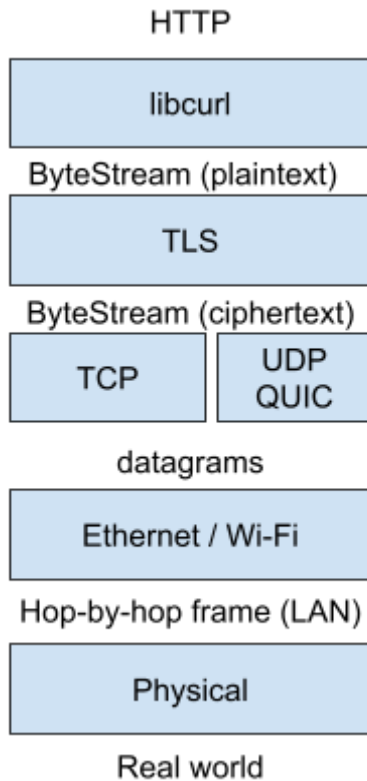 HTTP
libcurl
ByteStream (plaintext)
TLS
ByteStream (ciphertext)
TCP
UDP
QUIC
datagrams
Ethernet / Wi-Fi
Hop-by-hop frame (LAN)
Physical
Real world